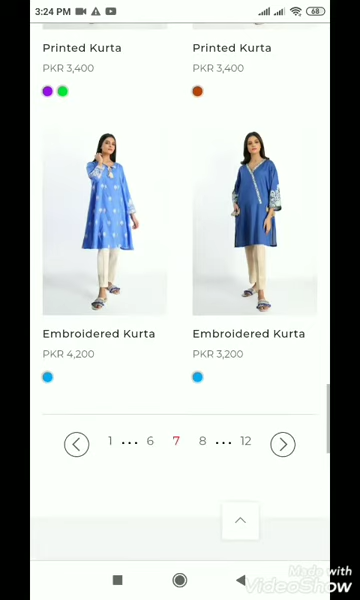 3:24 PM
68
Printed Kurta
Printed Kurta
PKR 3,400
PKR 3,400
Embroidered Kurta
Embroidered Kurta
PKR 4,200
PKR 3,200
1 ••• 6 7 8 ••• 12
Made with
VideoShow